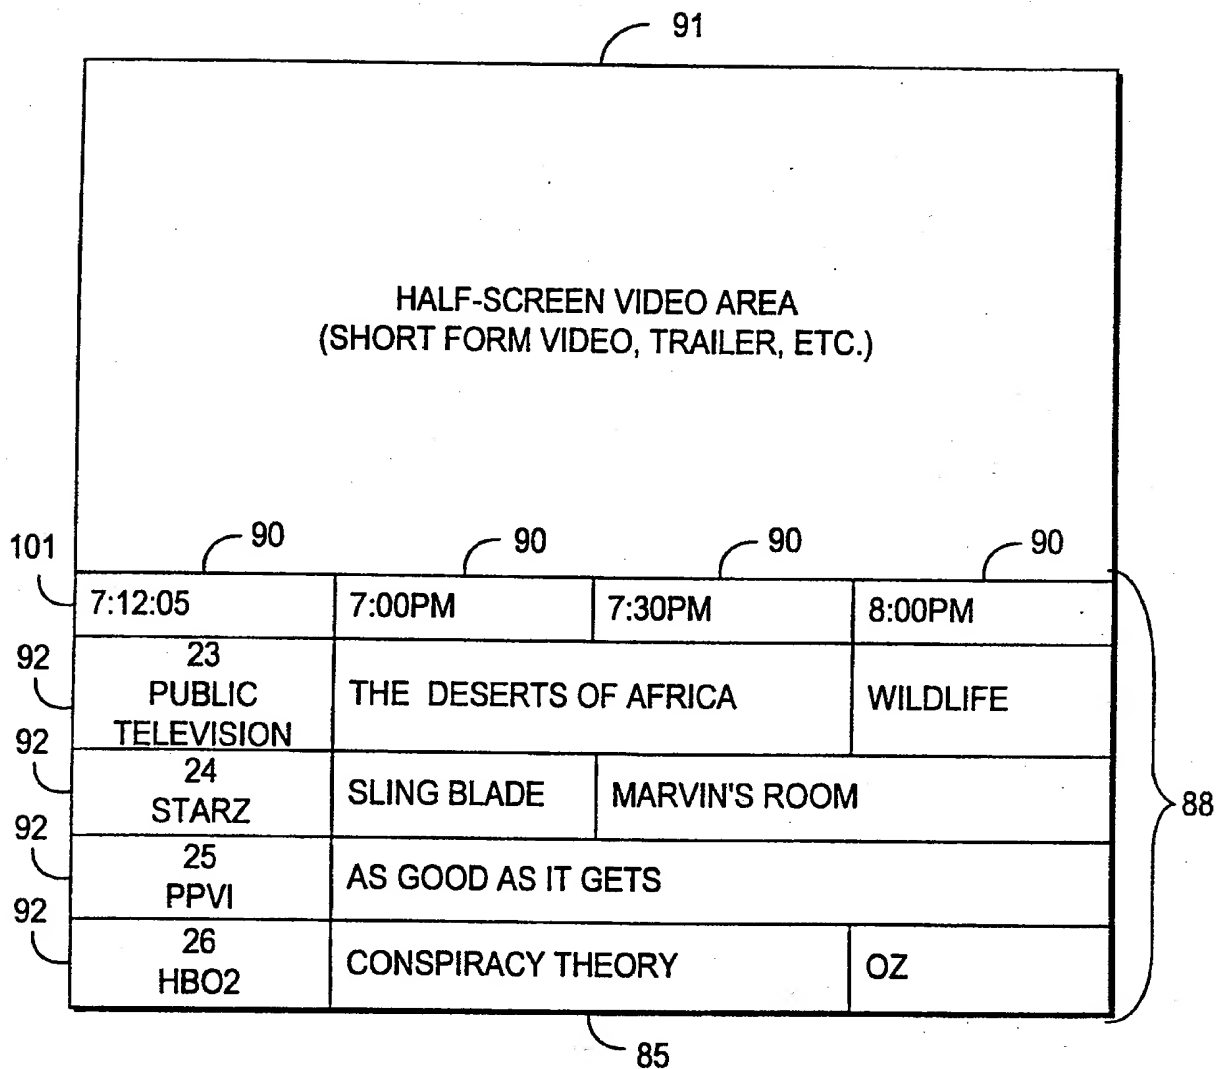 91
HALF-SCREEN VIDEO AREA
(SHORT FORM VIDEO, TRAILER, ETC.)
101
90
90
90
90
7:12:05
7:00PM
7:30PM
8:00PM
92
23
PUBLIC
TELEVISION
THE DESERTS OF AFRICA
WILDLIFE
92
24
STARZ
SLING BLADE
MARVIN'S ROOM
88
92
25
PPVI
AS GOOD AS IT GETS
92
26
HBO2
CONSPIRACY THEORY
OZ
85